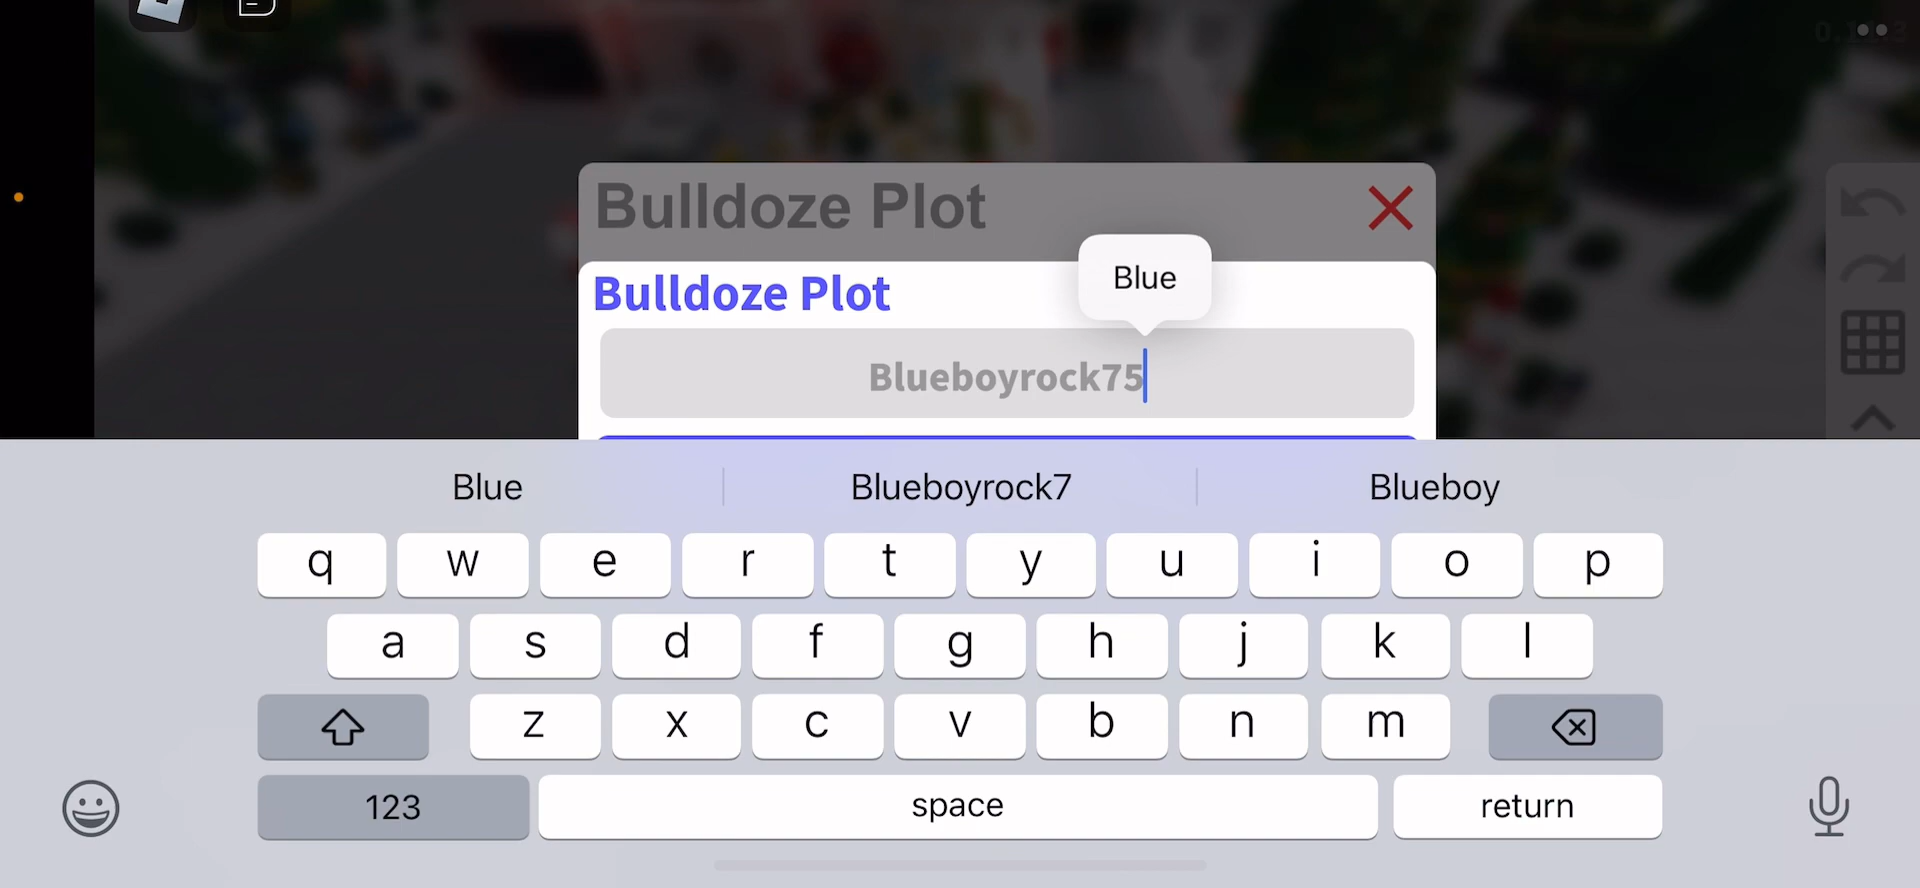 Bulldoze Plot
Bulldoze Plot
Blue
Blueboyrock75
Blue Blueboyrock7 Blueboy
q w e r t y u i o p
a s d f g h j k l
z x c v b n m
123 space return